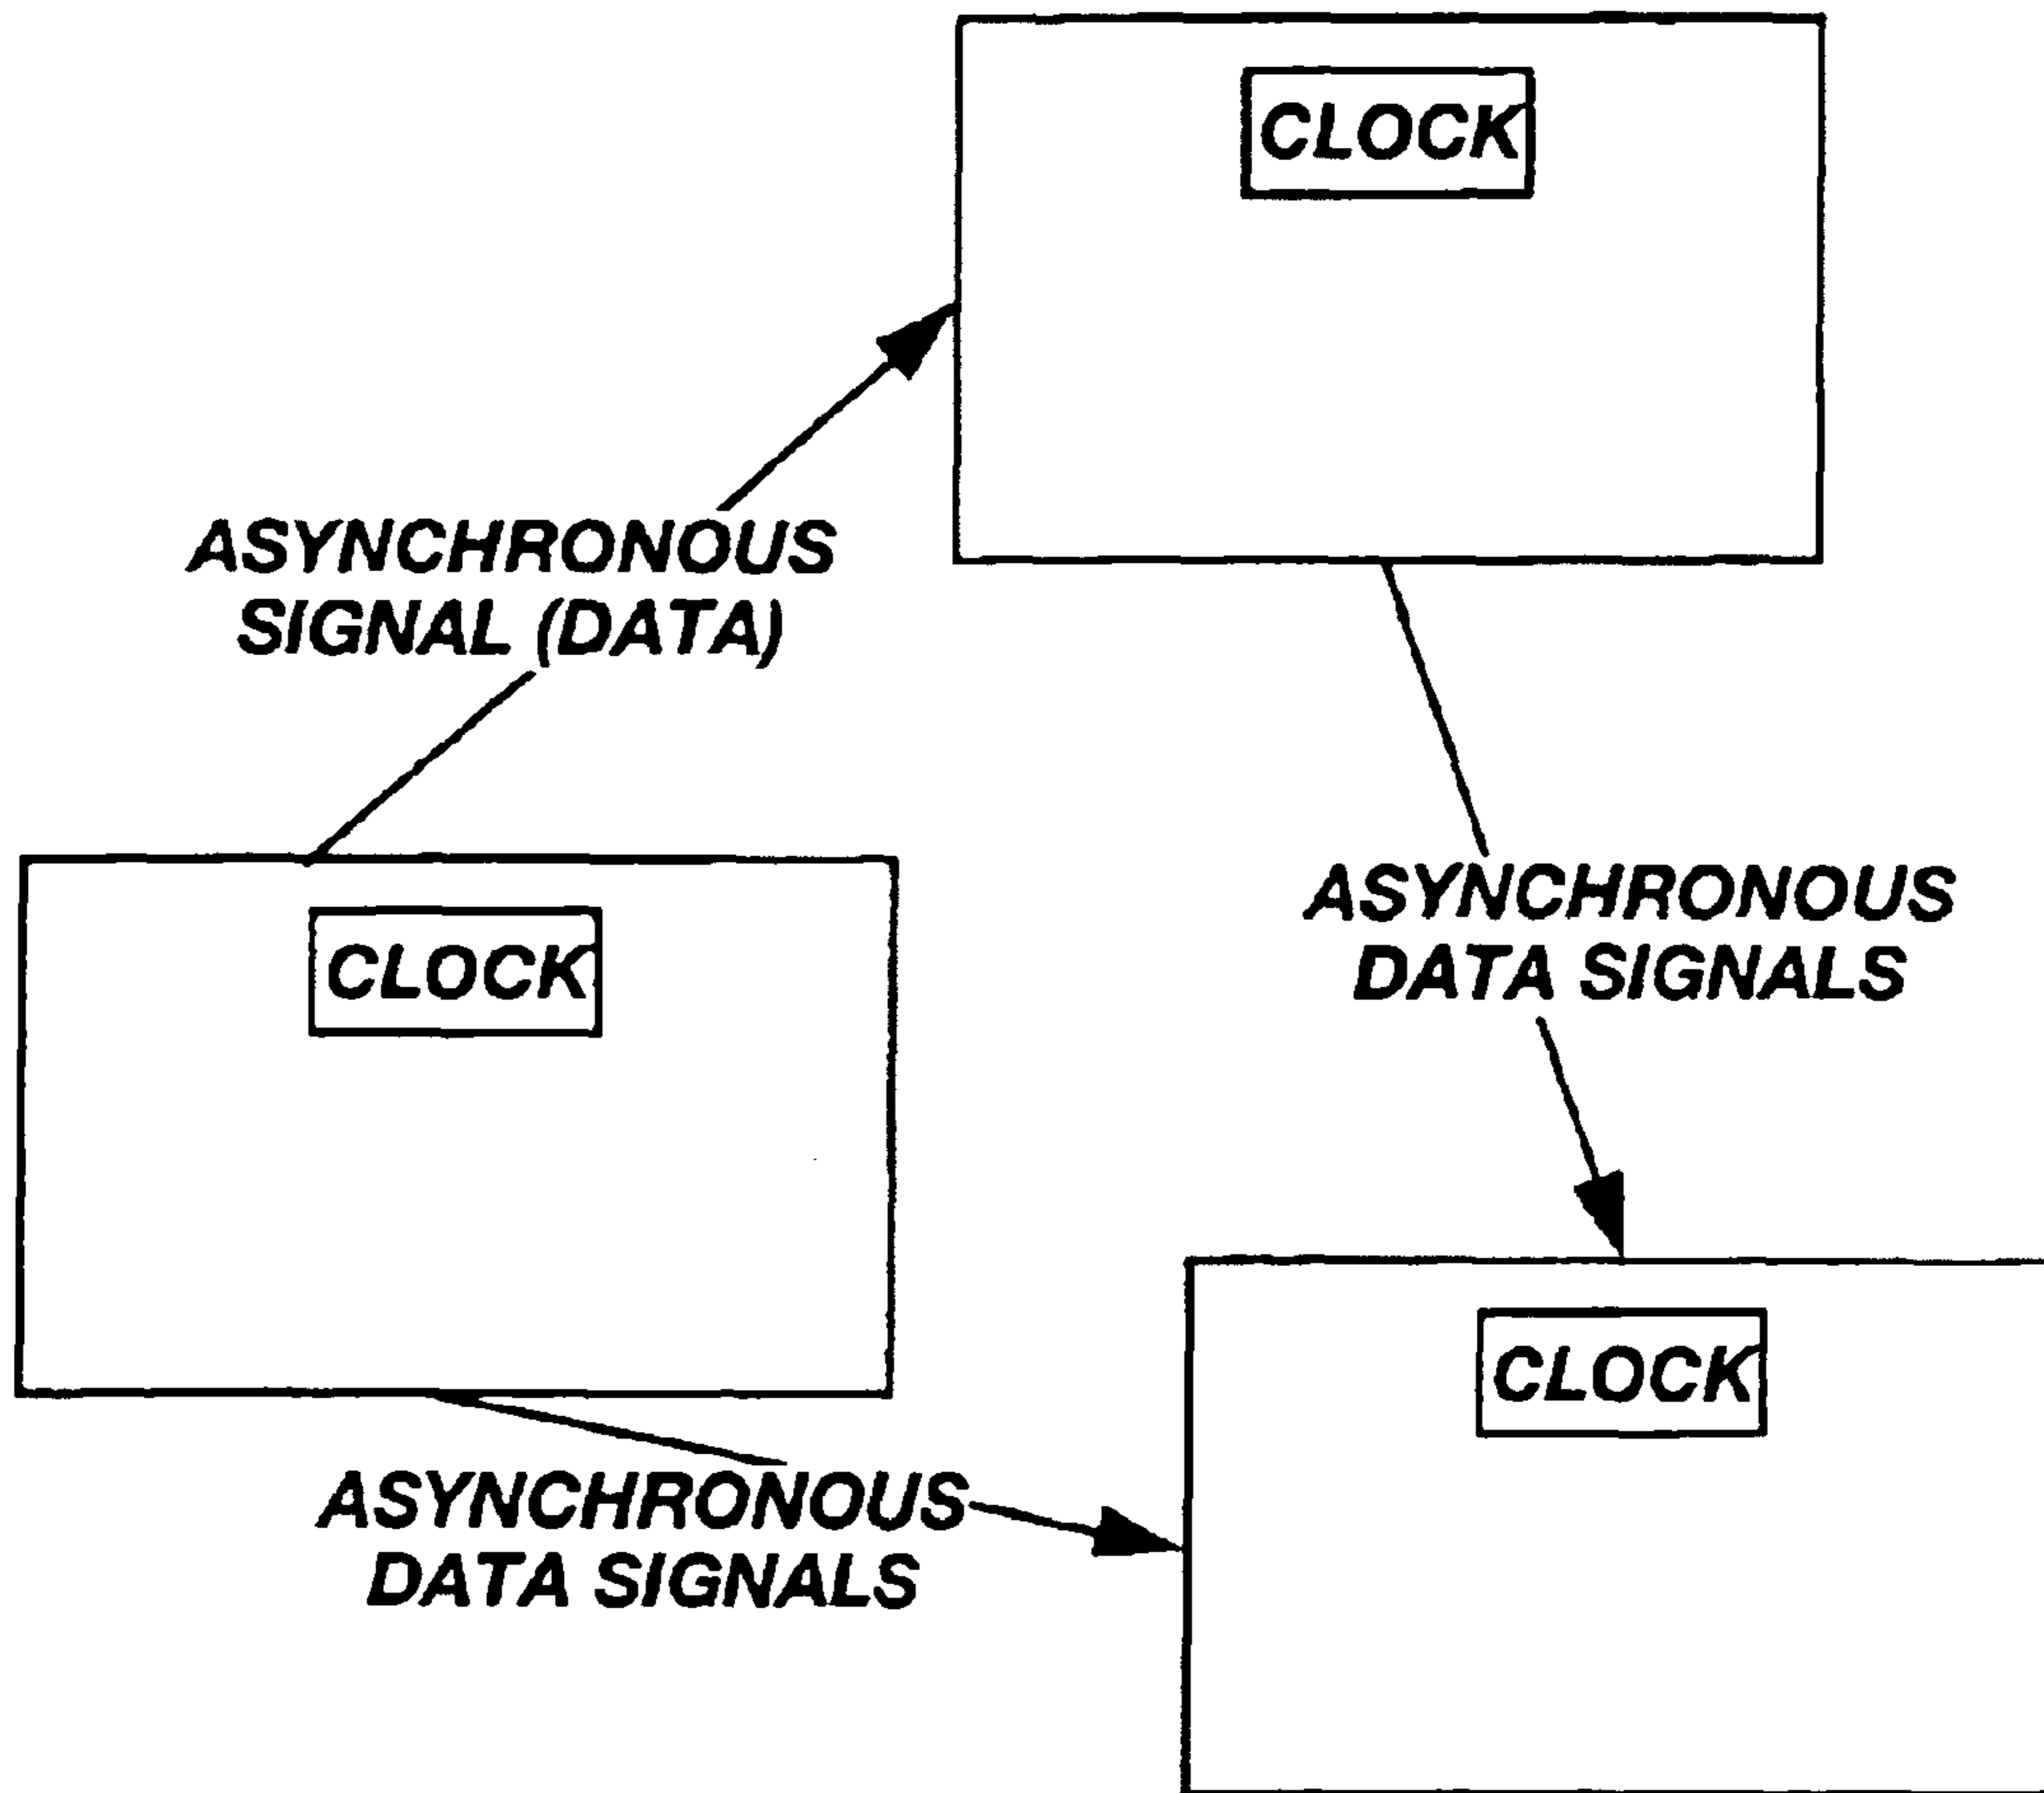 CLOCK
ASYNCHRONOUS
SIGNAL (DATA)
CLOCK
ASYNCHRONOUS
DATA SIGNALS
CLOCK
ASYNCHRONOUS
DATA SIGNALS